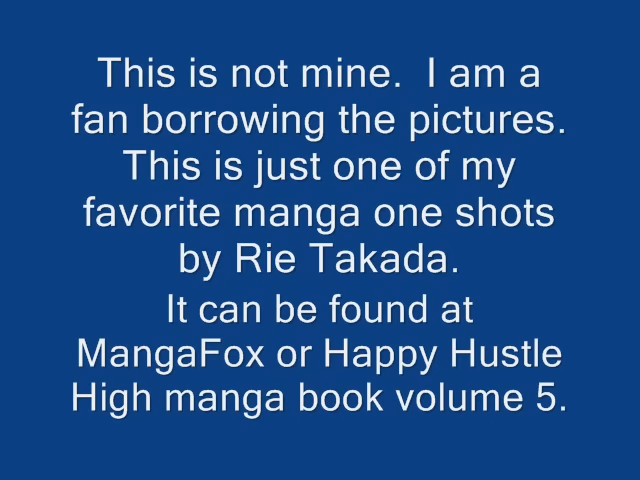 This is not mine.  I am a
fan borrowing the pictures.
This is just one of my
favorite manga one shots
by Rie Takada.
It can be found at
MangaFox or Happy Hustle
High manga book volume 5.